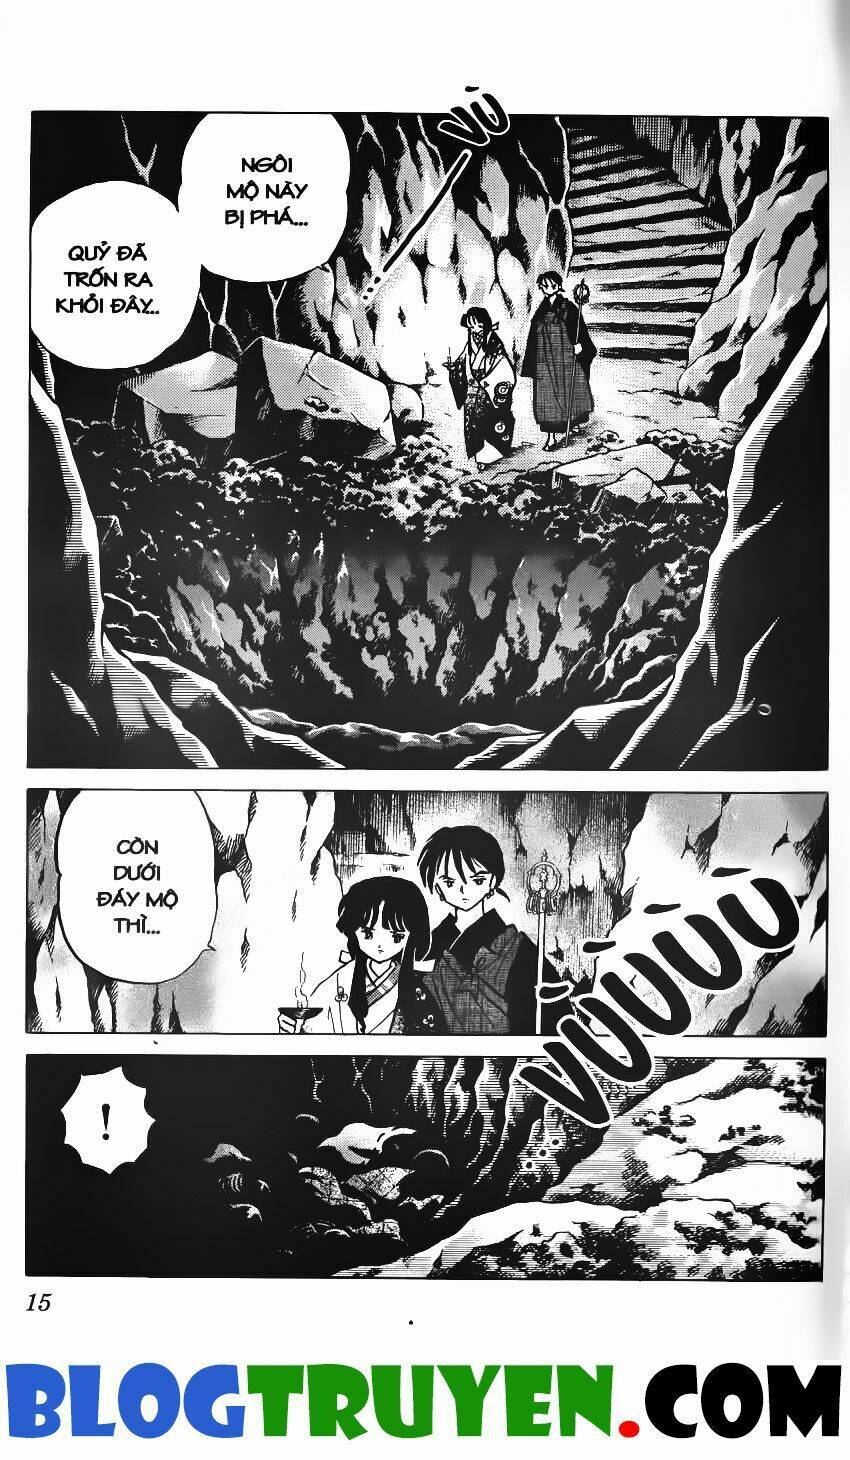 VÙ
...
NGÔI
MỘ NÀY
BỊ PHÁ...
QUỶ ĐÃ
TRỐN RA
KHỎI ĐÂY...
CÒN
DƯỚI
ĐÁY MỘ
THÌ...
VÙÙÙÙÙ
...
!
15
BLOGTRUYEN.COM